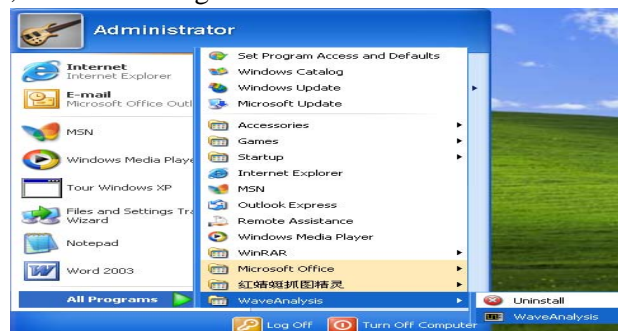 Administrator
Internet
Internet Explorer
E-mail
Microsoft Office Outl
MSN
Windows Media Playe
Tour Windows XP
Files and Settings Tra
Wizard
Notepad
Word 2003
All Programs
Set Program Access and Defaults
Windows Catalog
Windows Update
Microsoft Update
Accessories
Games
Startup
Internet Explorer
MSN
Outlook Express
Remote Assistance
Windows Media Player
WinRAR
Microsoft Office
红蜻蜓抓图精灵
WaveAnalysis
Uninstall
WaveAnalysis
Log Off
Turn Off Computer